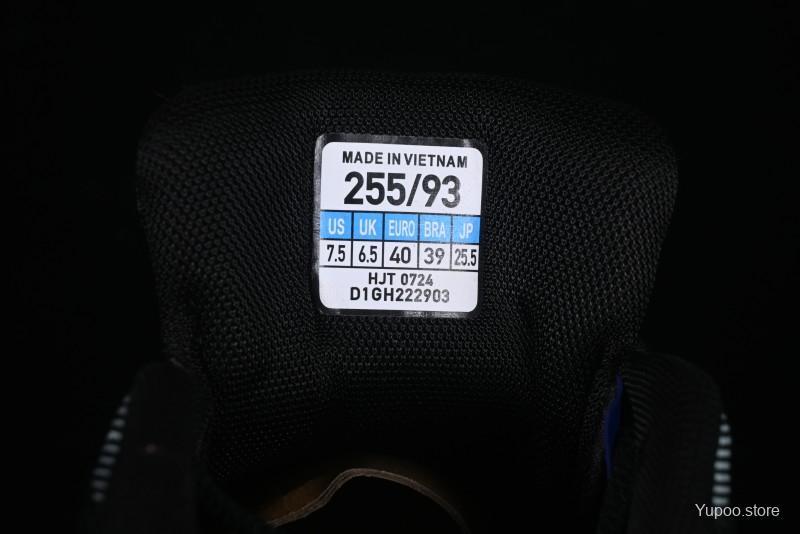 MADE IN VIETNAM
255/93
US UK EURO BRA JP
7.5 6.5 40 39 25.5
HJT 0724
D1GH222903
Yupoo.store